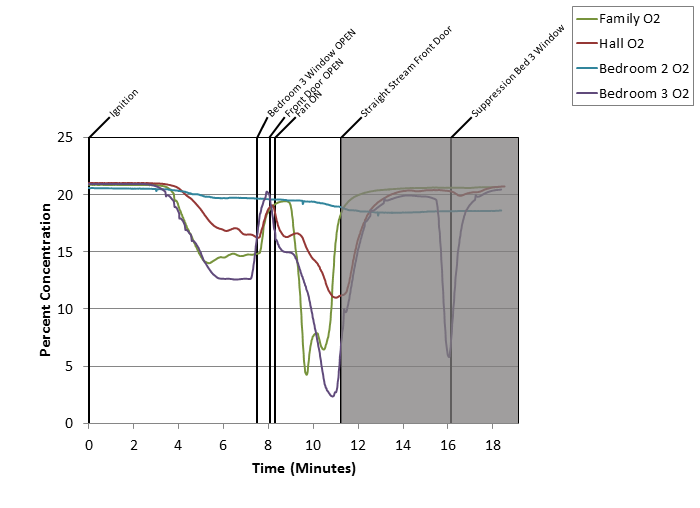 Family O2
Hall O2
Bedroom 2 O2
Bedroom 3 O2
Ignition
Bedroom 3 Window OPEN
Front Door OPEN
Fan ON
Straight Stream Front Door
Suppression Bed 3 Window
25
20
15
10
5
0
Percent Concentration
0 2 4 6 8 10 12 14 16 18
Time (Minutes)